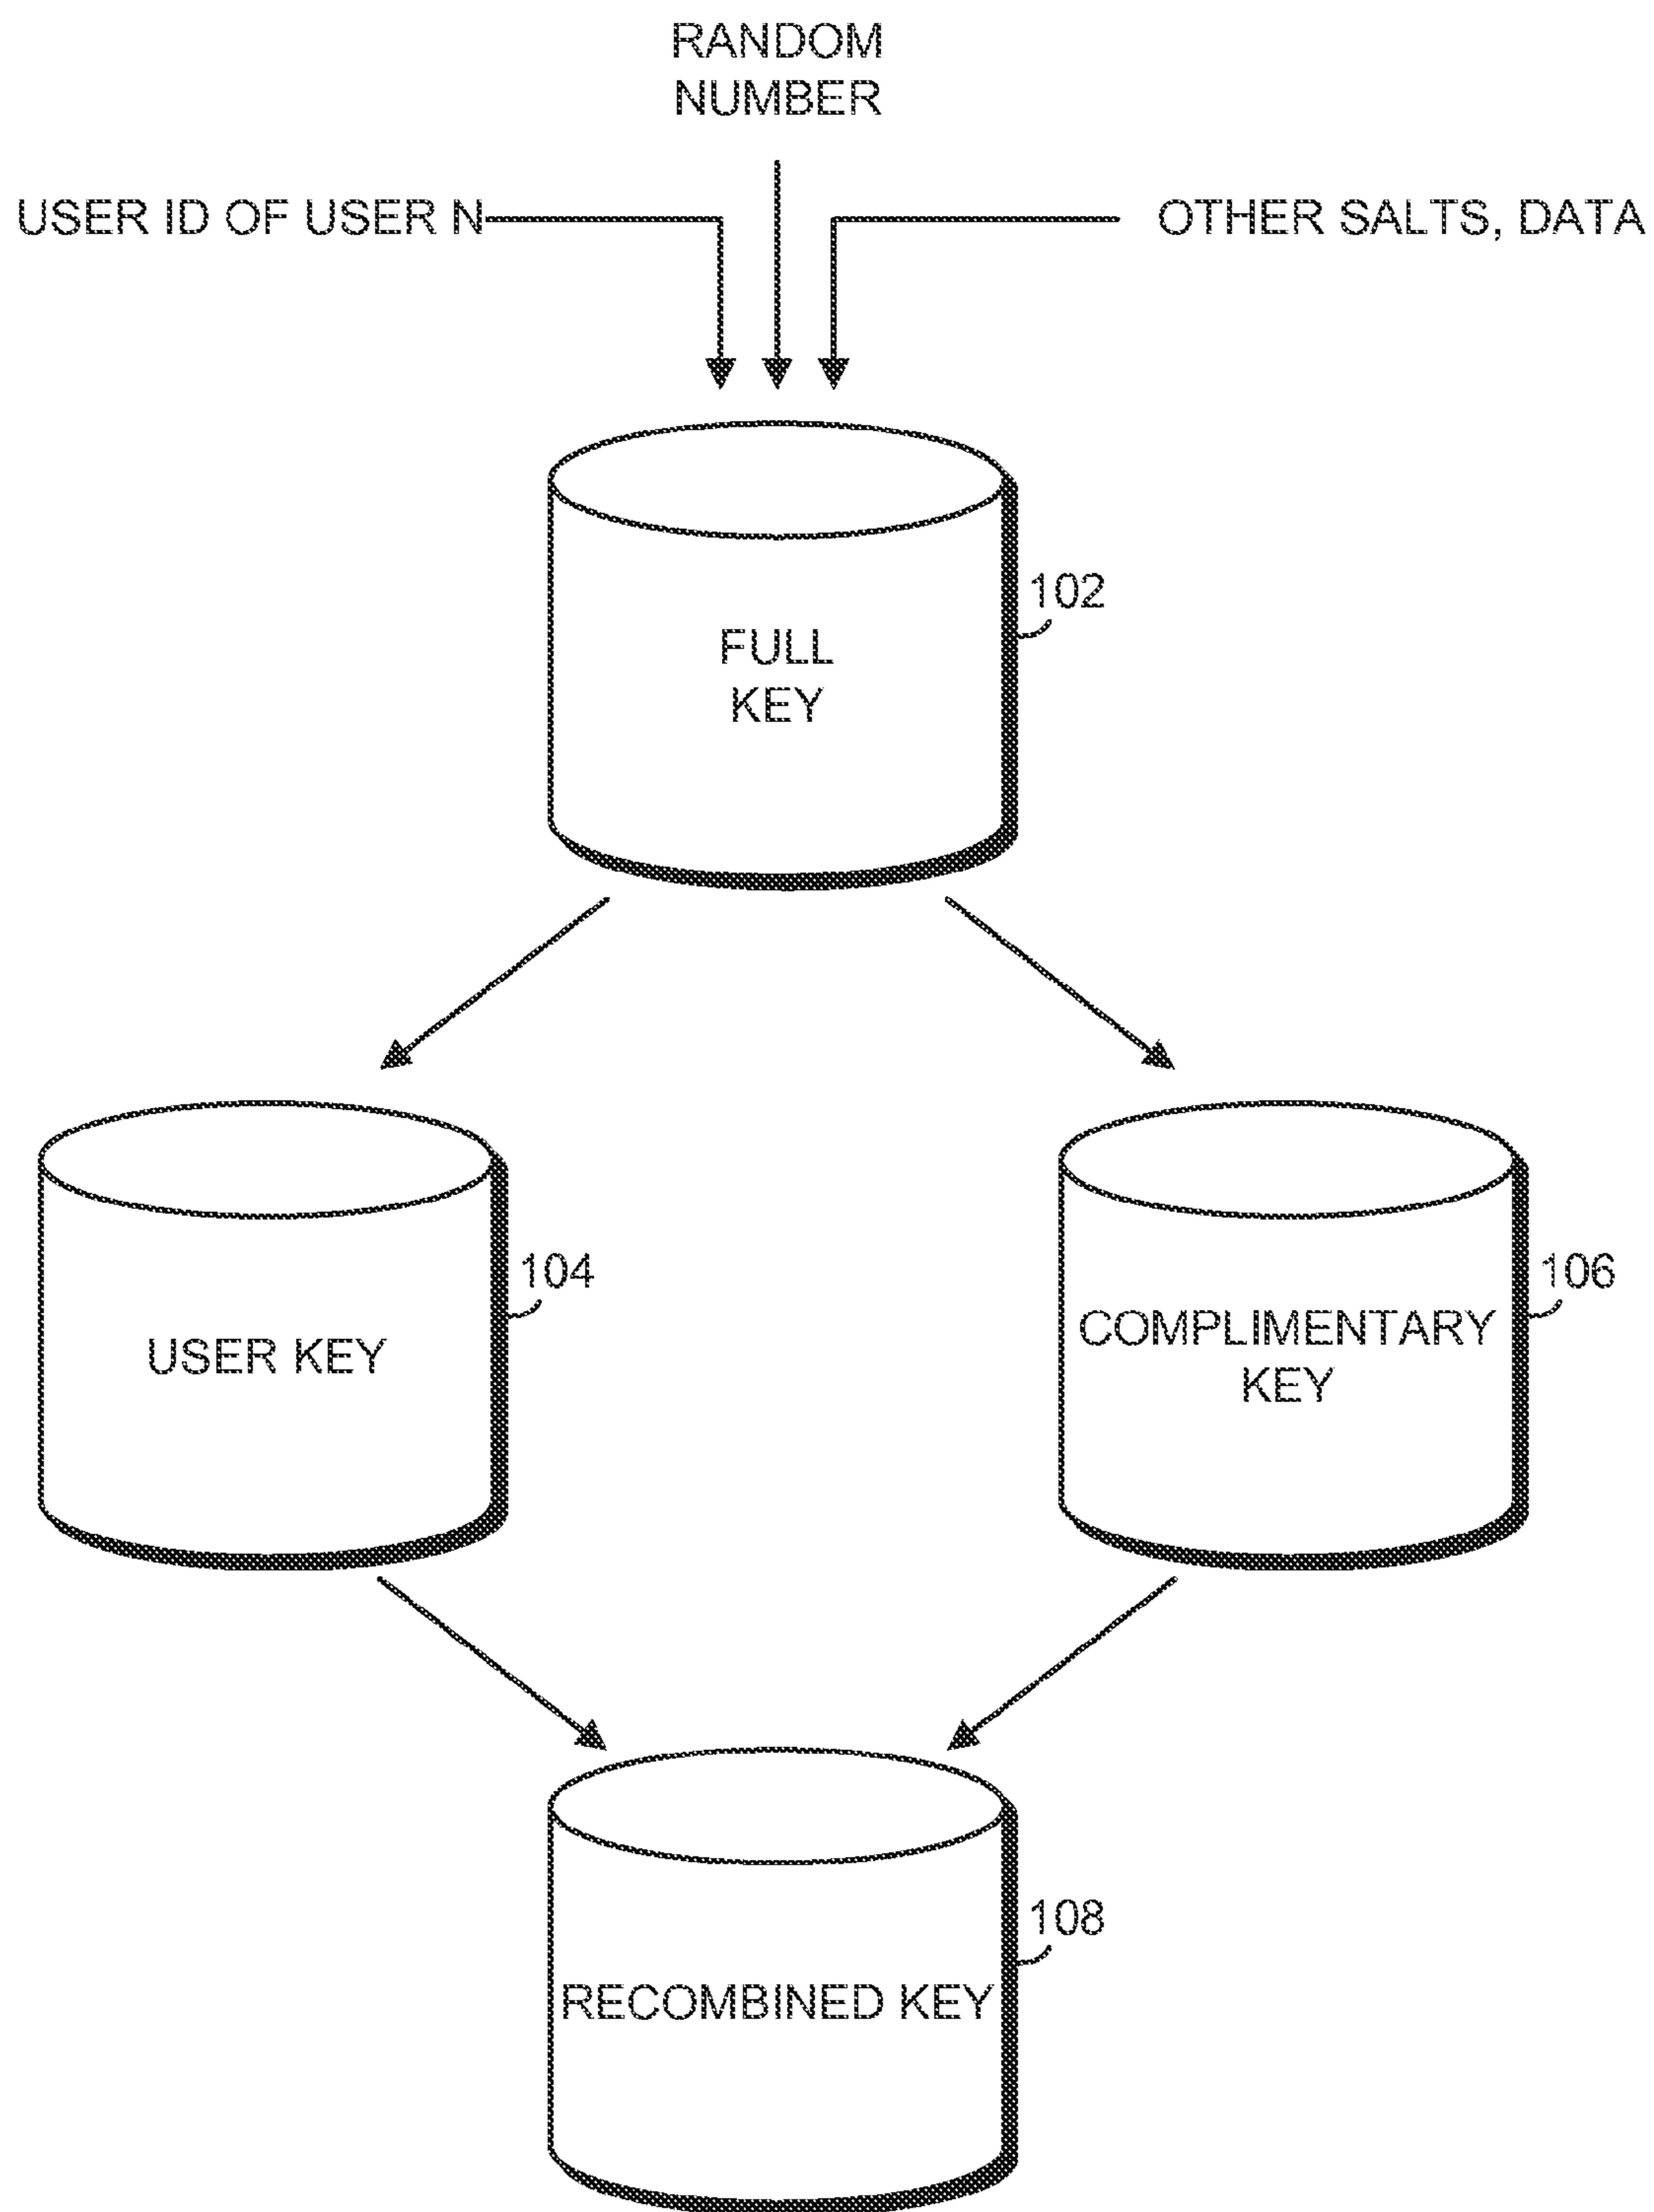 RANDOM
NUMBER
USER ID OF USER N
OTHER SALTS, DATA
102
FULL
KEY
104
USER KEY
106
COMPLIMENTARY
KEY
108
RECOMBINED KEY